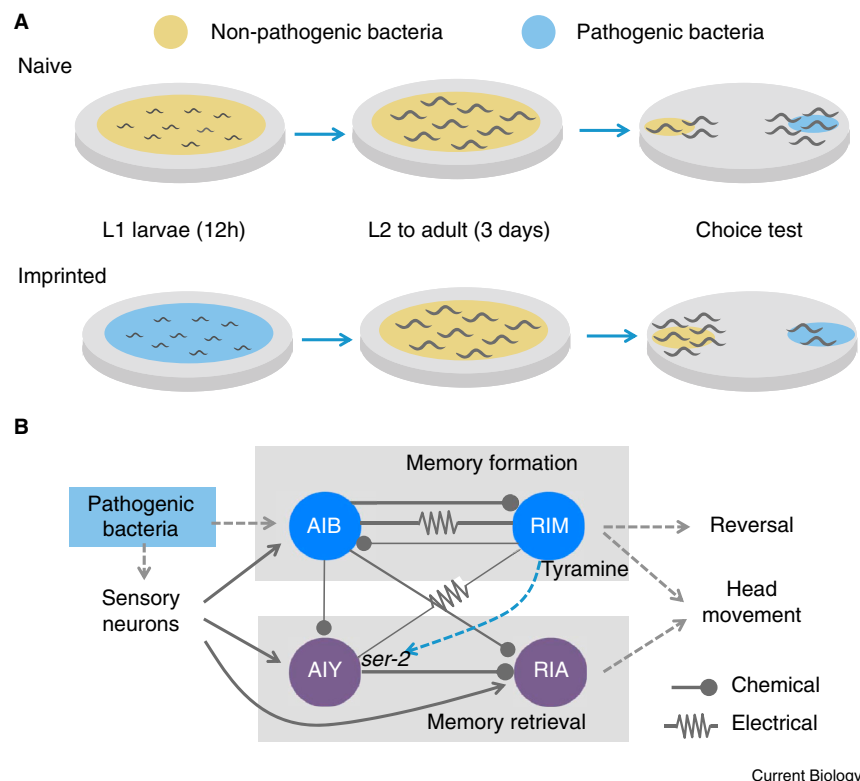 A
Non-pathogenic bacteria
Pathogenic bacteria
Naive
L1 larvae (12h)
L2 to adult (3 days)
Choice test
Imprinted
B
Memory formation
Pathogenic
bacteria
AIB
RIM
Reversal
Tyramine
Sensory
neurons
Head
movement
AIY
ser-2
RIA
Chemical
Memory retrieval
Electrical
Current Biology